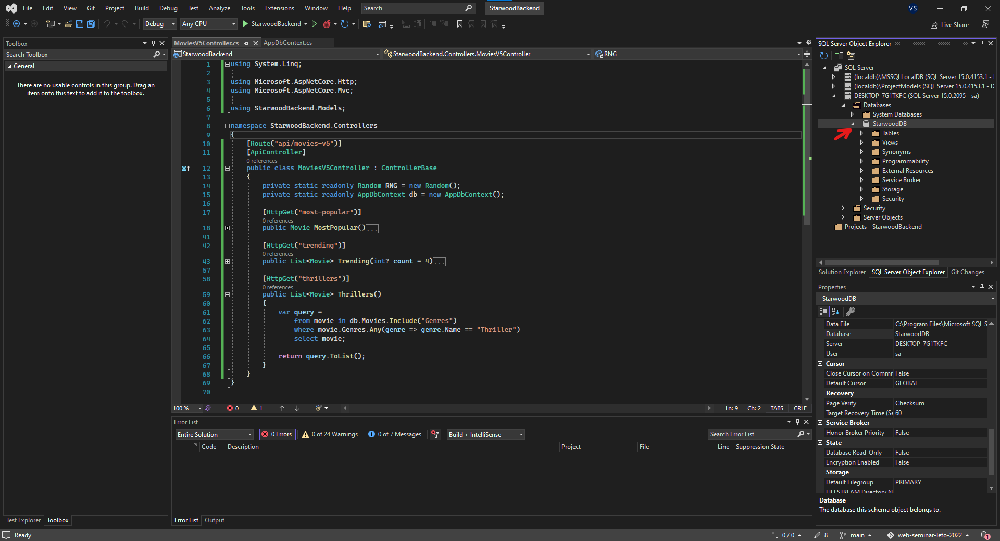 File Edit View Git Project Build Debug Test Analyze Tools Extensions Window Help Search StarwoodBackend VS
Debug Any CPU StarwoodBackend Live Share
Toolbox
Search Toolbox
General
There are no usable controls in this group. Drag an
item onto this text to add it to the toolbox.
Test Explorer Toolbox
MoviesV5Controller.cs AppDbContext.cs
StarwoodBackend StarwoodBackend.Controllers.MoviesV5Controller RNG
1 using System.Linq;
2
3 using Microsoft.AspNetCore.Http;
4 using Microsoft.AspNetCore.Mvc;
5
6 using StarwoodBackend.Models;
7
8 namespace StarwoodBackend.Controllers
9 {
10 [Route("api/movies-v5")]
11 [ApiController]
0 references
12 public class MoviesV5Controller : ControllerBase
13 {
14 private static readonly Random RNG = new Random();
15 private static readonly AppDbContext db = new AppDbContext();
16
17 [HttpGet("most-popular")]
0 references
18 public Movie MostPopular()...
41
42 [HttpGet("trending")]
0 references
43 public List<Movie> Trending(int? count = 4)...
57
58 [HttpGet("thrillers")]
0 references
59 public List<Movie> Thrillers()
60 {
61 var query =
62 from movie in db.Movies.Include("Genres")
63 where movie.Genres.Any(genre => genre.Name == "Thriller")
64 select movie;
65
66 return query.ToList();
67 }
68 }
69 }
70
100 % 0 1 Ln: 9 Ch: 2 TABS CRLF
Error List
Entire Solution 0 Errors 0 of 24 Warnings 0 of 7 Messages Build + IntelliSense Search Error List
Code Description Project File Line Suppression State
Error List Output
SQL Server Object Explorer
SQL Server
(localdb)\MSSQLLocalDB (SQL Server 15.0.4153.1 -
(localdb)\ProjectModels (SQL Server 15.0.4153.1 - D
DESKTOP-7G1TKFC (SQL Server 15.0.2095 - sa)
Databases
System Databases
StarwoodDB
Tables
Views
Synonyms
Programmability
External Resources
Service Broker
Storage
Security
Security
Server Objects
Projects - StarwoodBackend
Solution Explorer SQL Server Object Explorer Git Changes
Properties
StarwoodDB
Data File C:\Program Files\Microsoft SQL S
Database StarwoodDB
Server DESKTOP-7G1TKFC
User sa
Cursor
Close Cursor on Commi False
Default Cursor GLOBAL
Recovery
Page Verify Checksum
Target Recovery Time (Se 60
Service Broker
Honor Broker Priority False
State
Database Read-Only False
Encryption Enabled False
Storage
Default Filegroup PRIMARY
FILESTREAM Directory N
Database
The database this schema object belongs to.
Ready 0 / 0 8 main web-seminar-leto-2022 1